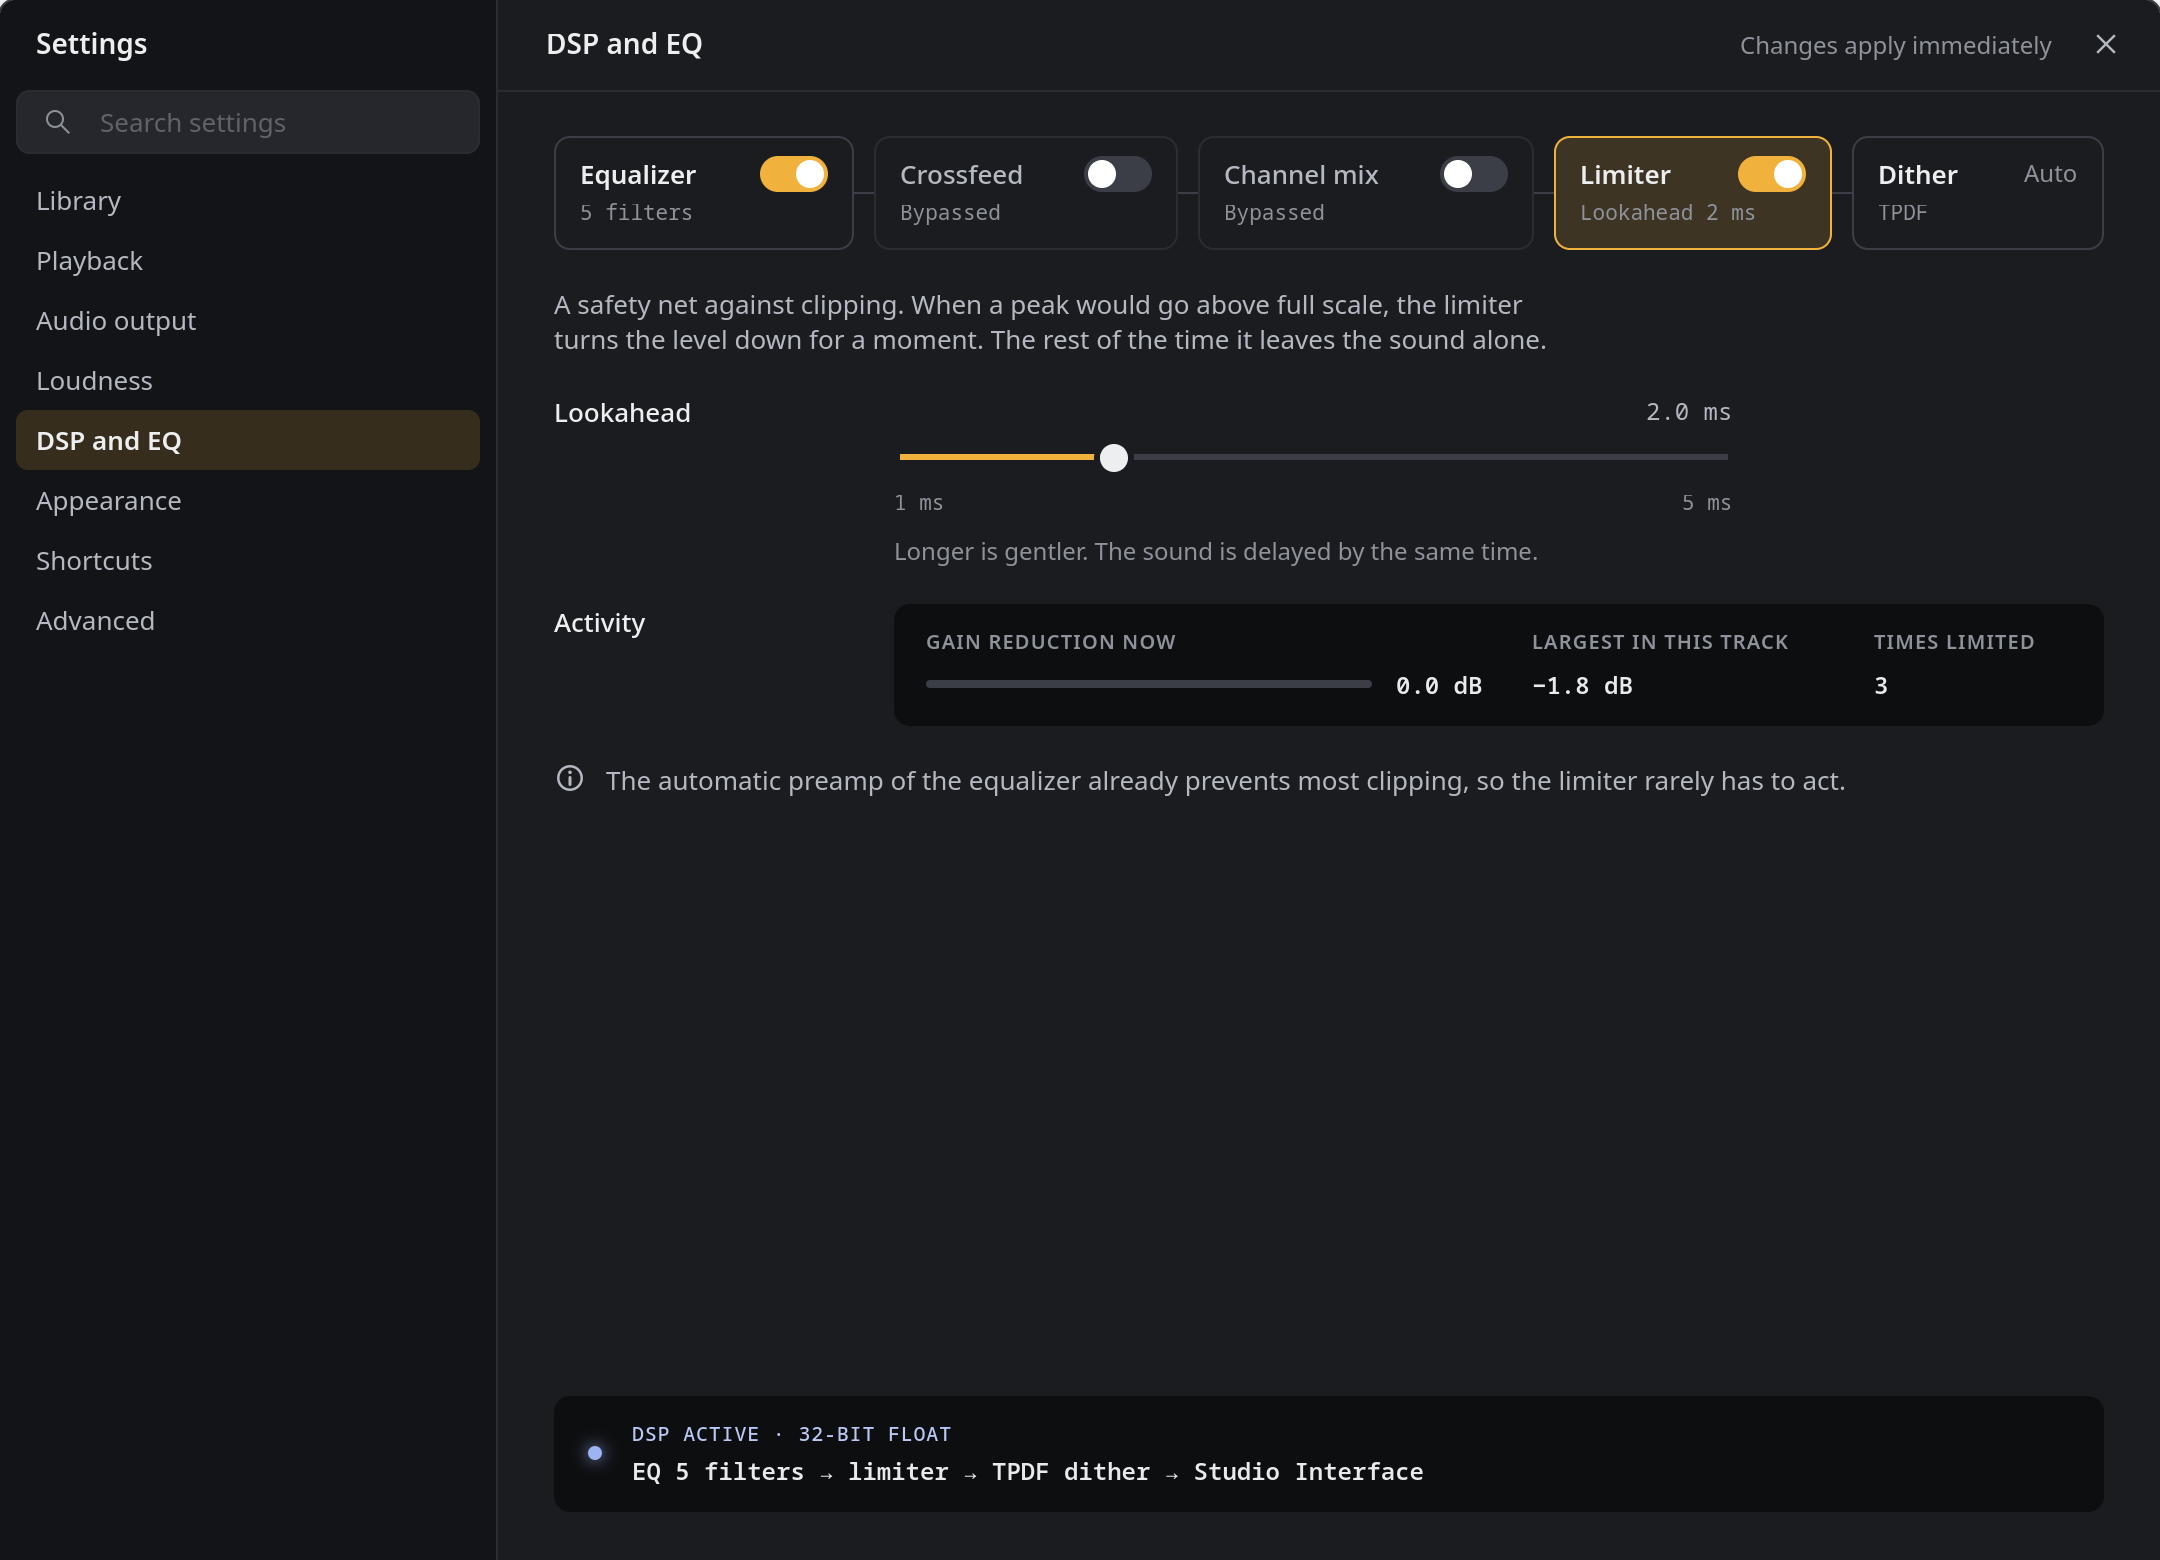 Settings
Search settings
Library
Playback
Audio output
Loudness
DSP and EQ
Appearance
Shortcuts
Advanced
DSP and EQ
Changes apply immediately
Equalizer
5 filters
Crossfeed
Bypassed
Channel mix
Bypassed
Limiter
Lookahead 2 ms
Dither Auto
TPDF
A safety net against clipping. When a peak would go above full scale, the limiter
turns the level down for a moment. The rest of the time it leaves the sound alone.
Lookahead 2.0 ms
1 ms 5 ms
Longer is gentler. The sound is delayed by the same time.
Activity
GAIN REDUCTION NOW
0.0 dB
LARGEST IN THIS TRACK
−1.8 dB
TIMES LIMITED
3
The automatic preamp of the equalizer already prevents most clipping, so the limiter rarely has to act.
DSP ACTIVE · 32-BIT FLOAT
EQ 5 filters → limiter → TPDF dither → Studio Interface